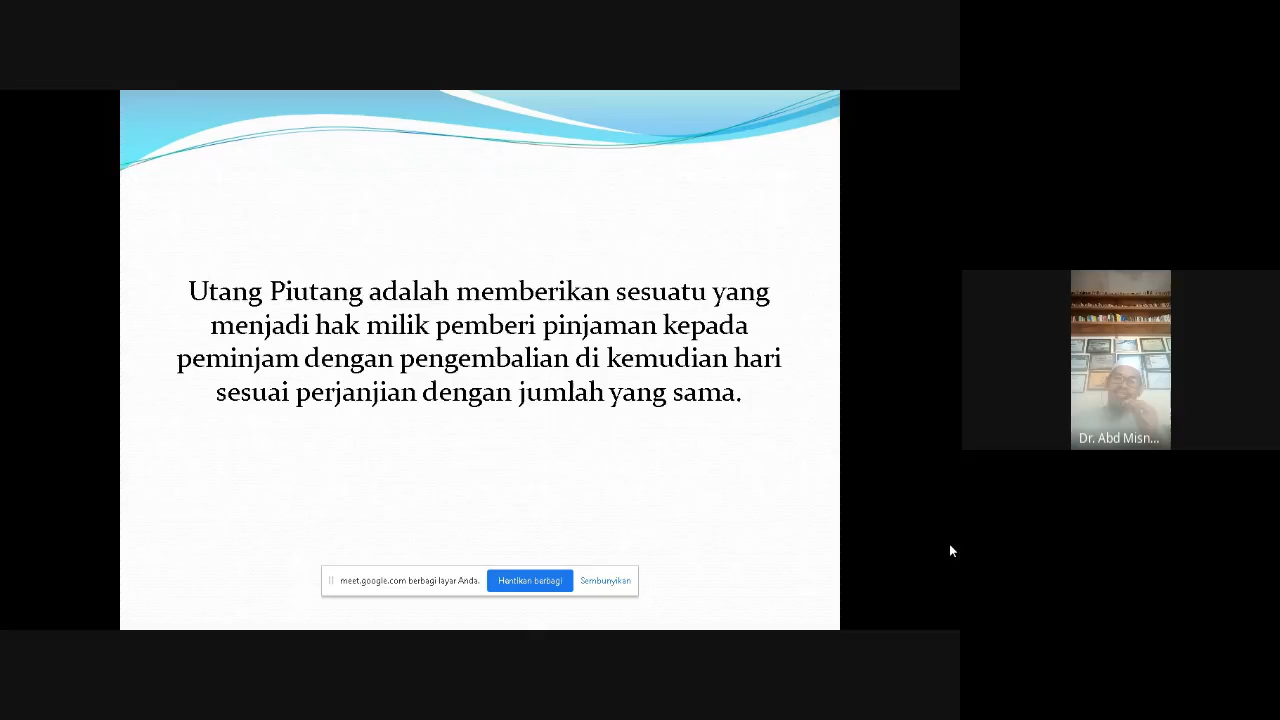 Utang Piutang adalah memberikan sesuatu yang
menjadi hak milik pemberi pinjaman kepada
peminjam dengan pengembalian di kemudian hari
sesuai perjanjian dengan jumlah yang sama.
meet.google.com berbagi layar Anda. Hentikan berbagi Sembunyikan
Dr. Abd Misn...